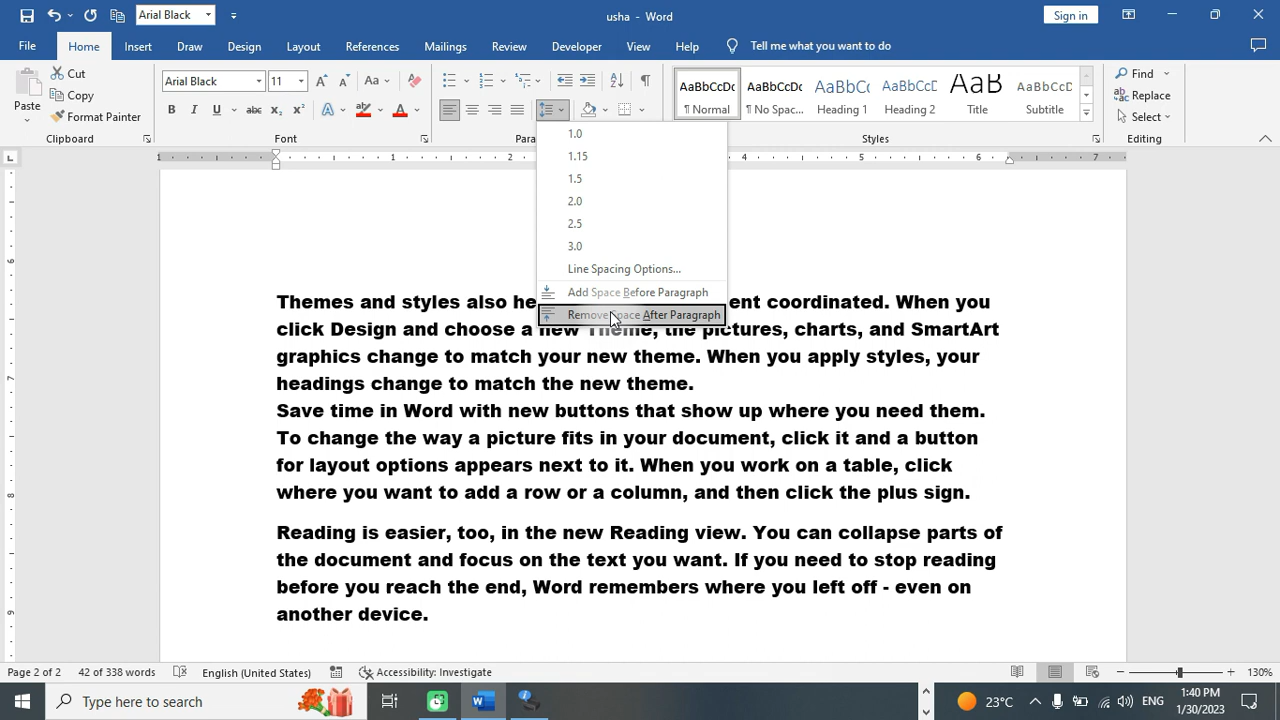 Arial Black
usha - Word
Sign in
File Home Insert Draw Design Layout References Mailings Review Developer View Help Tell me what you want to do
Paste
Cut
Copy
Format Painter
Clipboard
Arial Black 11
Font
AaBbCcDc AaBbCcDc AaBbCc AaBbCcD AaB AaBbCcD
¶ Normal ¶ No Spac... Heading 1 Heading 2 Title Subtitle
Styles
Find
Replace
Select
Editing
1.0
1.15
1.5
2.0
2.5
3.0
Line Spacing Options...
Add Space Before Paragraph
Remove Space After Paragraph
1 1 2 4 5 6 7
Themes and styles also ent coordinated. When you
click Design and choose a new Theme, the pictures, charts, and SmartArt
graphics change to match your new theme. When you apply styles, your
headings change to match the new theme.
Save time in Word with new buttons that show up where you need them.
To change the way a picture fits in your document, click it and a button
for layout options appears next to it. When you work on a table, click
where you want to add a row or a column, and then click the plus sign.
Reading is easier, too, in the new Reading view. You can collapse parts of
the document and focus on the text you want. If you need to stop reading
before you reach the end, Word remembers where you left off - even on
another device.
7
8
9
Page 2 of 2 42 of 338 words English (United States) Accessibility: Investigate 130%
Type here to search
23°C
ENG
1:40 PM
1/30/2023